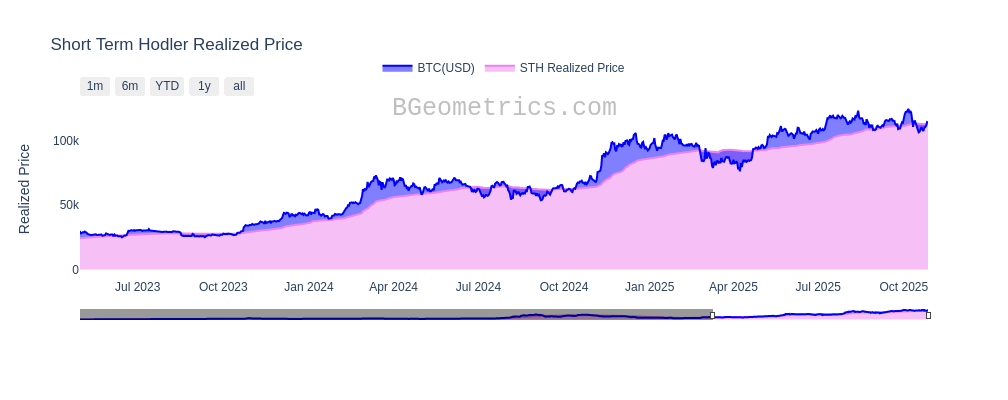 Short Term Hodler Realized Price
BTC(USD) STH Realized Price
1m 6m YTD 1y all
BGeometrics.com
Realized Price
100k
50k
0
Jul 2023 Oct 2023 Jan 2024 Apr 2024 Jul 2024 Oct 2024 Jan 2025 Apr 2025 Jul 2025 Oct 2025